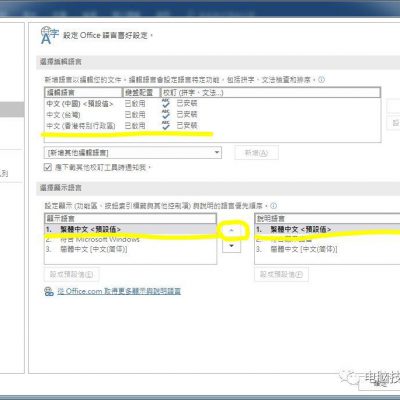 設定 Office 語言喜好設定。
選擇編輯語言
新增語言以編輯您的文件。編輯語言會設定語言特定功能，包括拼字、文法檢查和排序。
編輯語言 鍵盤配置 校訂 (拼字、文法...)
中文 (中國) <預設值> 已啟用 已安裝
中文 (台灣) 已啟用 已安裝
中文 (香港特別行政區) 已啟用 已安裝
[新增其他編輯語言] 新增(A)
應下載其他校訂工具時通知我。
選擇顯示語言
設定顯示 (功能區、按鈕索引標籤與其他控制項) 與說明的語言優先順序。
顯示語言 說明語言
1. 繁體中文 <預設值> 1. 繁體中文 <預設值>
2. 符合 Microsoft Windows 2.
3. 簡體中文 [中文(简体)] 3. 簡體中文 [中文(简体)]
設成預設值(E) 設成預設值(F)
從 Office.com 取得更多顯示與說明語言
电脑技